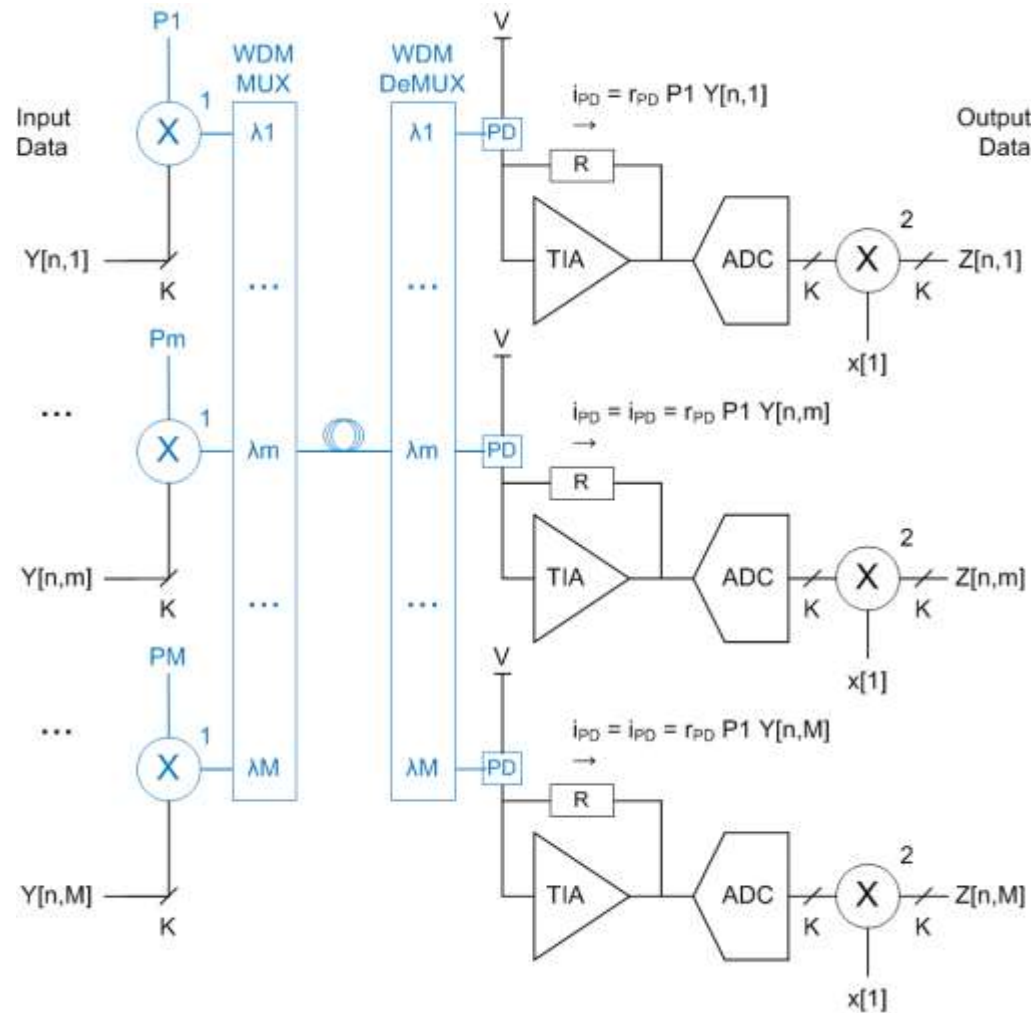 P1
WDM
MUX
WDM
DeMUX
V
Input
Data
1
X
λ1
λ1
PD
iPD = rPD P1 Y[n,1]
→
R
Output
Data
Y[n,1]
K
...
...
TIA
ADC
K
X
2
K
Z[n,1]
x[1]
Pm
V
...
1
X
λm
λm
PD
iPD = iPD = rPD P1 Y[n,m]
→
R
Y[n,m]
K
...
...
TIA
ADC
K
X
2
K
Z[n,m]
x[1]
PM
V
...
1
X
λM
λM
PD
iPD = iPD = rPD P1 Y[n,M]
→
R
Y[n,M]
K
TIA
ADC
K
X
2
K
Z[n,M]
x[1]